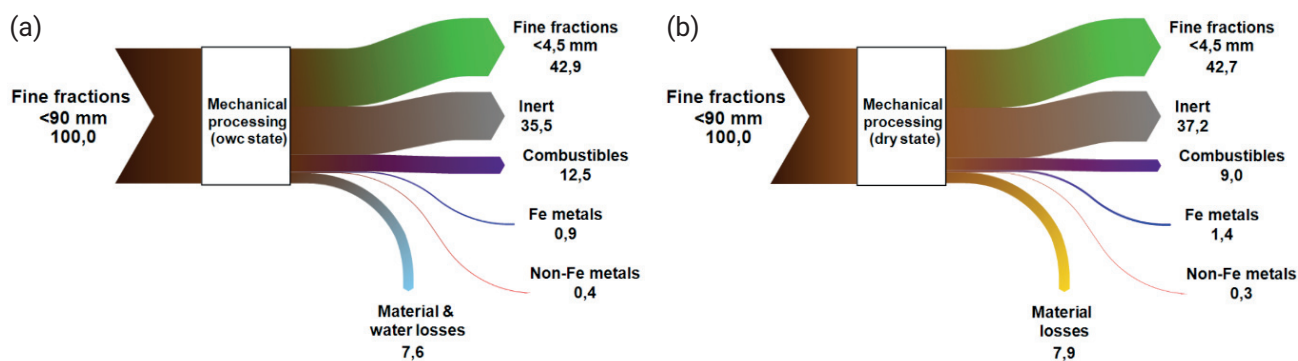 (a)
Fine fractions
<90 mm
100,0
Mechanical
processing
(owc state)
Fine fractions
<4,5 mm
42,9
Inert
35,5
Combustibles
12,5
Fe metals
0,9
Non-Fe metals
0,4
Material &
water losses
7,6
(b)
Fine fractions
<90 mm
100,0
Mechanical
processing
(dry state)
Fine fractions
<4,5 mm
42,7
Inert
37,2
Combustibles
9,0
Fe metals
1,4
Non-Fe metals
0,3
Material
losses
7,9